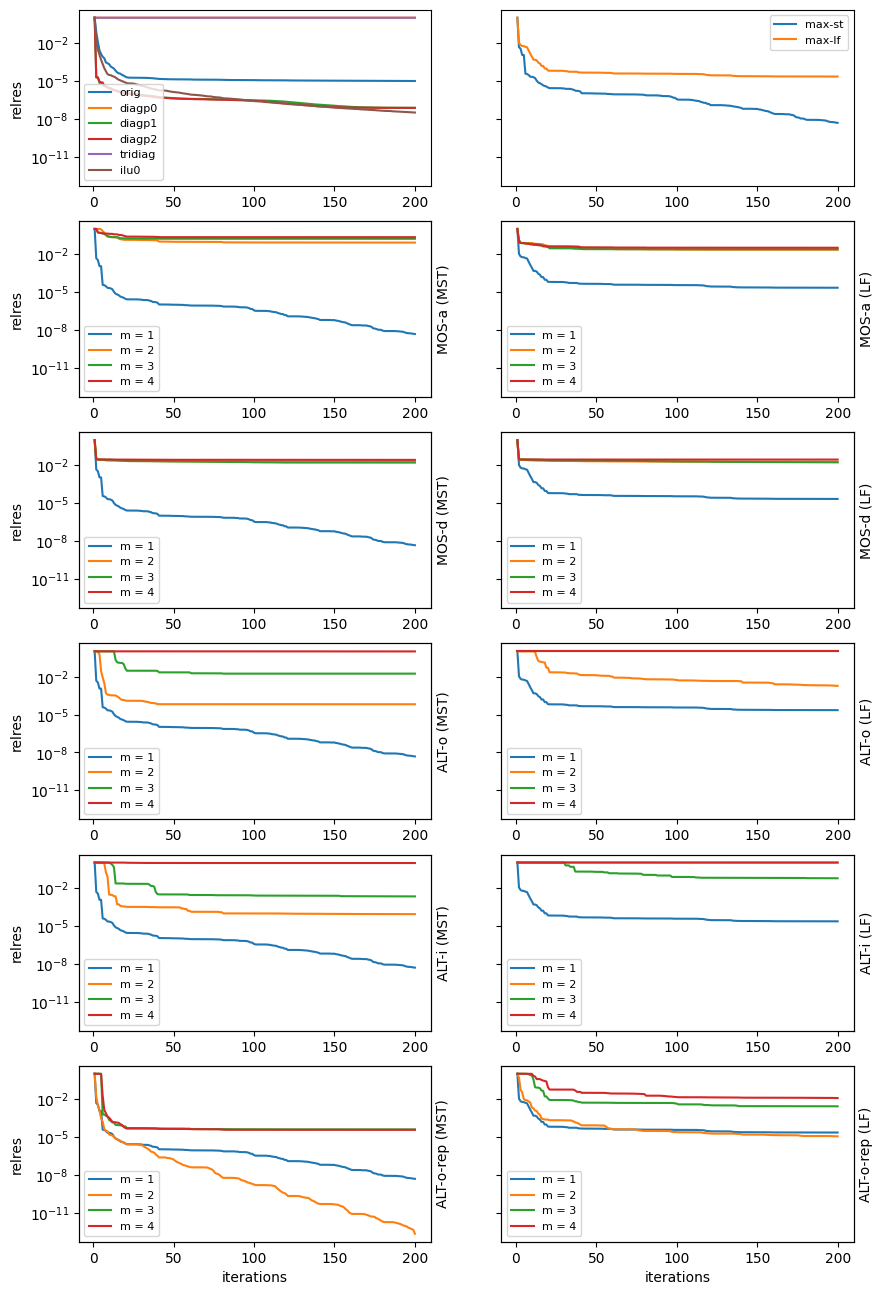 relres
10⁻²
10⁻⁵
10⁻⁸
10⁻¹¹
orig
diagp0
diagp1
diagp2
tridiag
ilu0
0 50 100 150 200
max-st
max-lf
0 50 100 150 200
relres
10⁻²
10⁻⁵
10⁻⁸
10⁻¹¹
m = 1
m = 2
m = 3
m = 4
0 50 100 150 200
MOS-a (MST)
m = 1
m = 2
m = 3
m = 4
0 50 100 150 200
MOS-a (LF)
relres
10⁻²
10⁻⁵
10⁻⁸
10⁻¹¹
m = 1
m = 2
m = 3
m = 4
0 50 100 150 200
MOS-d (MST)
m = 1
m = 2
m = 3
m = 4
0 50 100 150 200
MOS-d (LF)
relres
10⁻²
10⁻⁵
10⁻⁸
10⁻¹¹
m = 1
m = 2
m = 3
m = 4
0 50 100 150 200
ALT-o (MST)
m = 1
m = 2
m = 3
m = 4
0 50 100 150 200
ALT-o (LF)
relres
10⁻²
10⁻⁵
10⁻⁸
10⁻¹¹
m = 1
m = 2
m = 3
m = 4
0 50 100 150 200
ALT-i (MST)
m = 1
m = 2
m = 3
m = 4
0 50 100 150 200
ALT-i (LF)
relres
10⁻²
10⁻⁵
10⁻⁸
10⁻¹¹
m = 1
m = 2
m = 3
m = 4
0 50 100 150 200
iterations
ALT-o-rep (MST)
m = 1
m = 2
m = 3
m = 4
0 50 100 150 200
iterations
ALT-o-rep (LF)